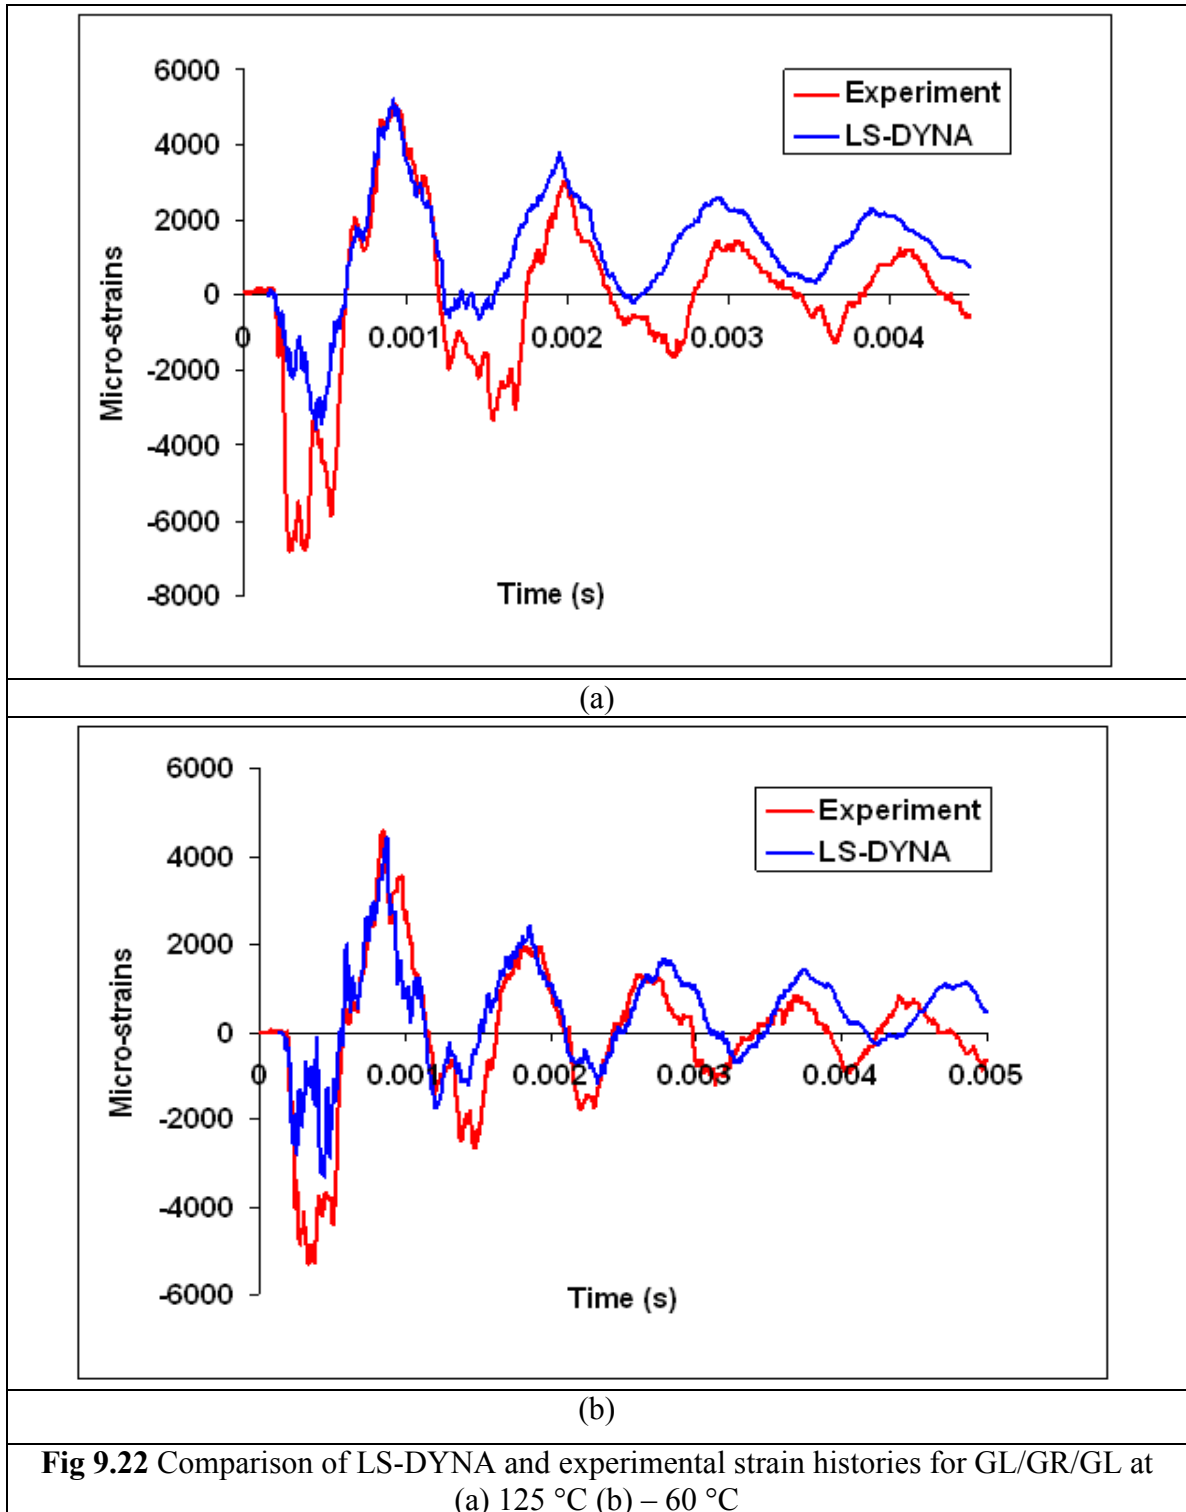 6000
4000
2000
0
-2000
-4000
-6000
-8000
Micro-strains
0 0.001 0.002 0.003 0.004
Time (s)
Experiment
LS-DYNA
(a)
6000
4000
2000
0
-2000
-4000
-6000
Micro-strains
0 0.001 0.002 0.003 0.004 0.005
Time (s)
Experiment
LS-DYNA
(b)
Fig 9.22 Comparison of LS-DYNA and experimental strain histories for GL/GR/GL at
(a) 125 °C (b) – 60 °C